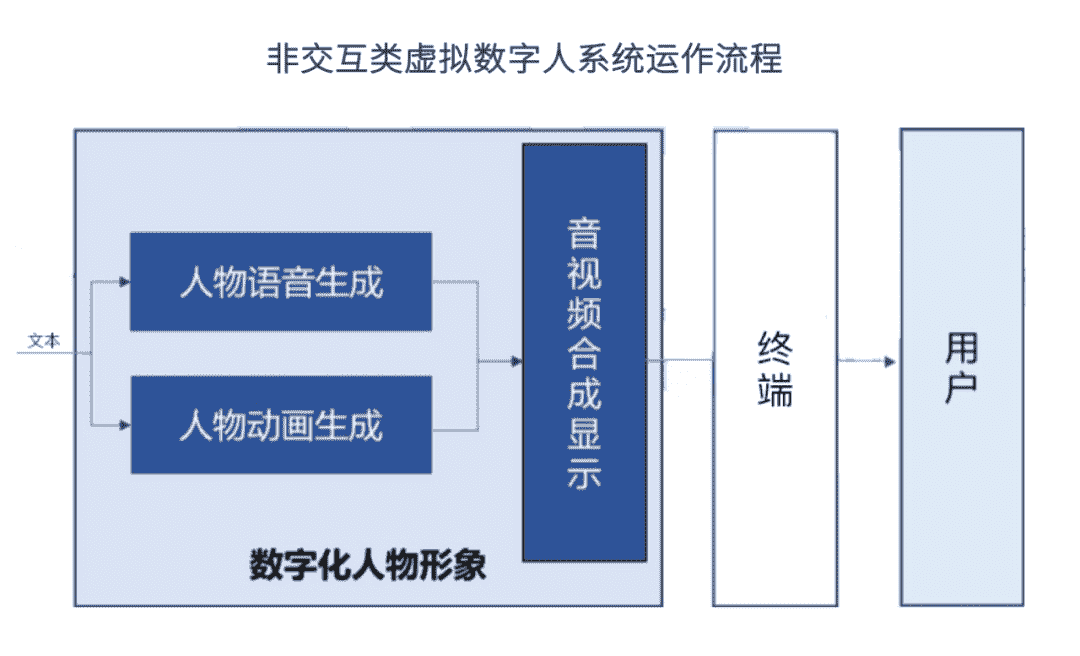 非交互类虚拟数字人系统运作流程
文本
人物语音生成
人物动画生成
音视频合成显示
数字化人物形象
终端
用户